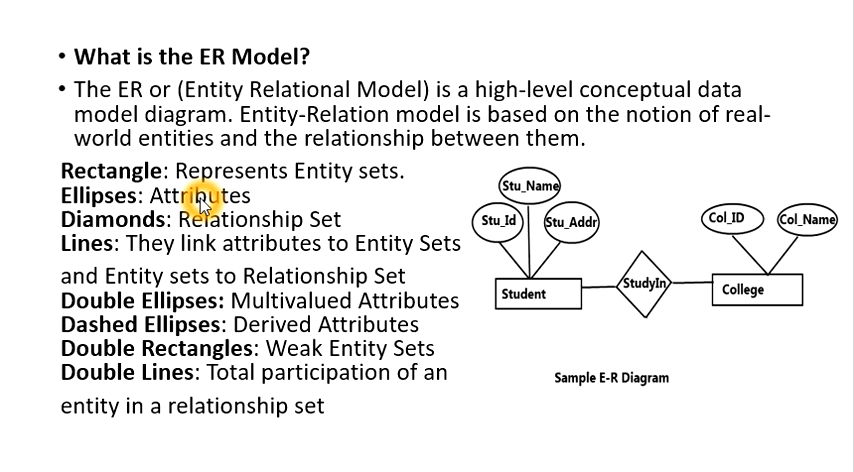 • What is the ER Model?
• The ER or (Entity Relational Model) is a high-level conceptual data
model diagram. Entity-Relation model is based on the notion of real-
world entities and the relationship between them.
Rectangle: Represents Entity sets.
Ellipses: Attributes
Diamonds: Relationship Set
Lines: They link attributes to Entity Sets
and Entity sets to Relationship Set
Double Ellipses: Multivalued Attributes
Dashed Ellipses: Derived Attributes
Double Rectangles: Weak Entity Sets
Double Lines: Total participation of an
entity in a relationship set
Stu_Name
Stu_Id
Stu_Addr
Col_ID
Col_Name
Student
StudyIn
College
Sample E-R Diagram